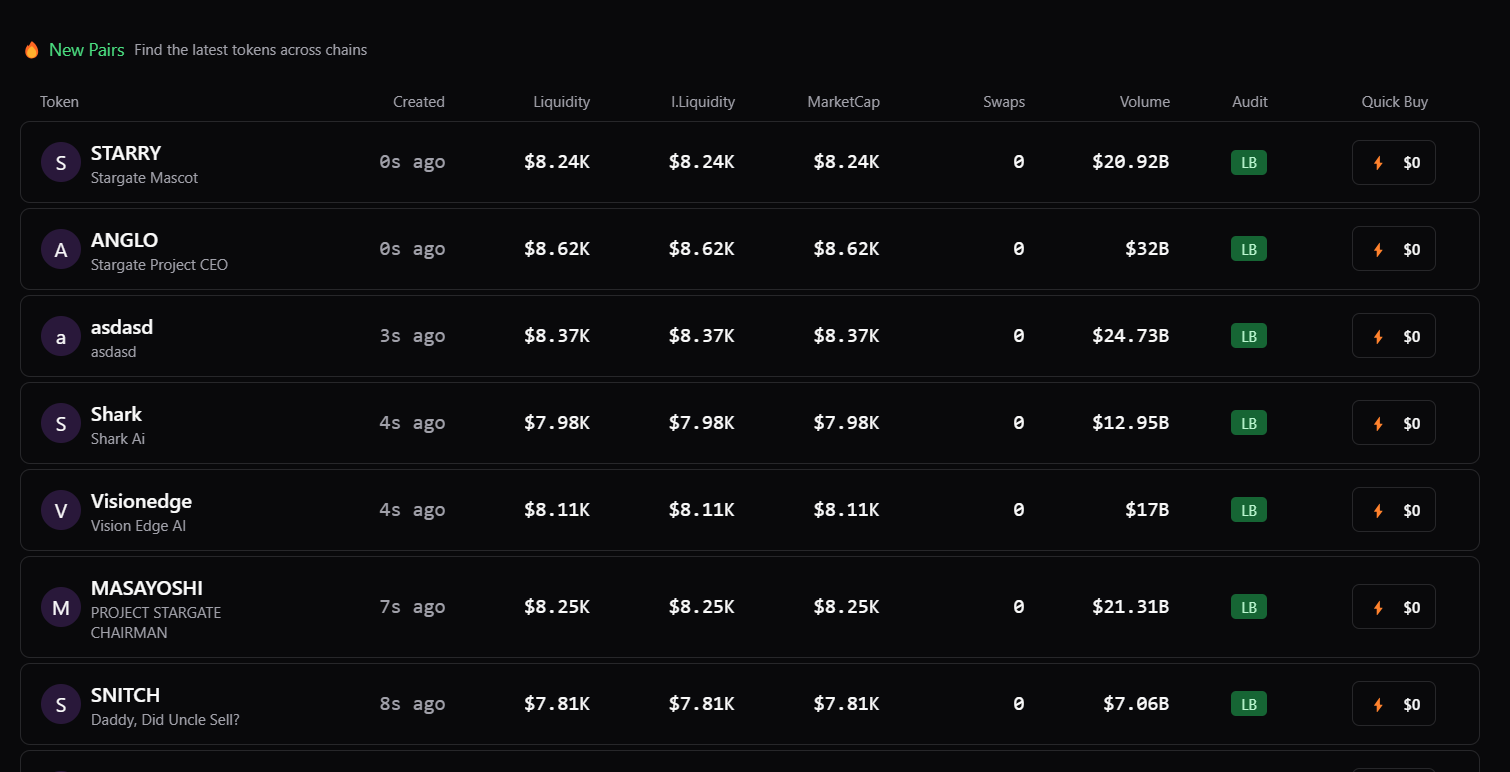 🔥 New Pairs Find the latest tokens across chains
Token Created Liquidity I.Liquidity MarketCap Swaps Volume Audit Quick Buy
S STARRY 0s ago $8.24K $8.24K $8.24K 0 $20.92B LB $0
Stargate Mascot
A ANGLO 0s ago $8.62K $8.62K $8.62K 0 $32B LB $0
Stargate Project CEO
a asdasd 3s ago $8.37K $8.37K $8.37K 0 $24.73B LB $0
asdasd
S Shark 4s ago $7.98K $7.98K $7.98K 0 $12.95B LB $0
Shark Ai
V Visionedge 4s ago $8.11K $8.11K $8.11K 0 $17B LB $0
Vision Edge AI
M MASAYOSHI 7s ago $8.25K $8.25K $8.25K 0 $21.31B LB $0
PROJECT STARGATE
CHAIRMAN
S SNITCH 8s ago $7.81K $7.81K $7.81K 0 $7.06B LB $0
Daddy, Did Uncle Sell?